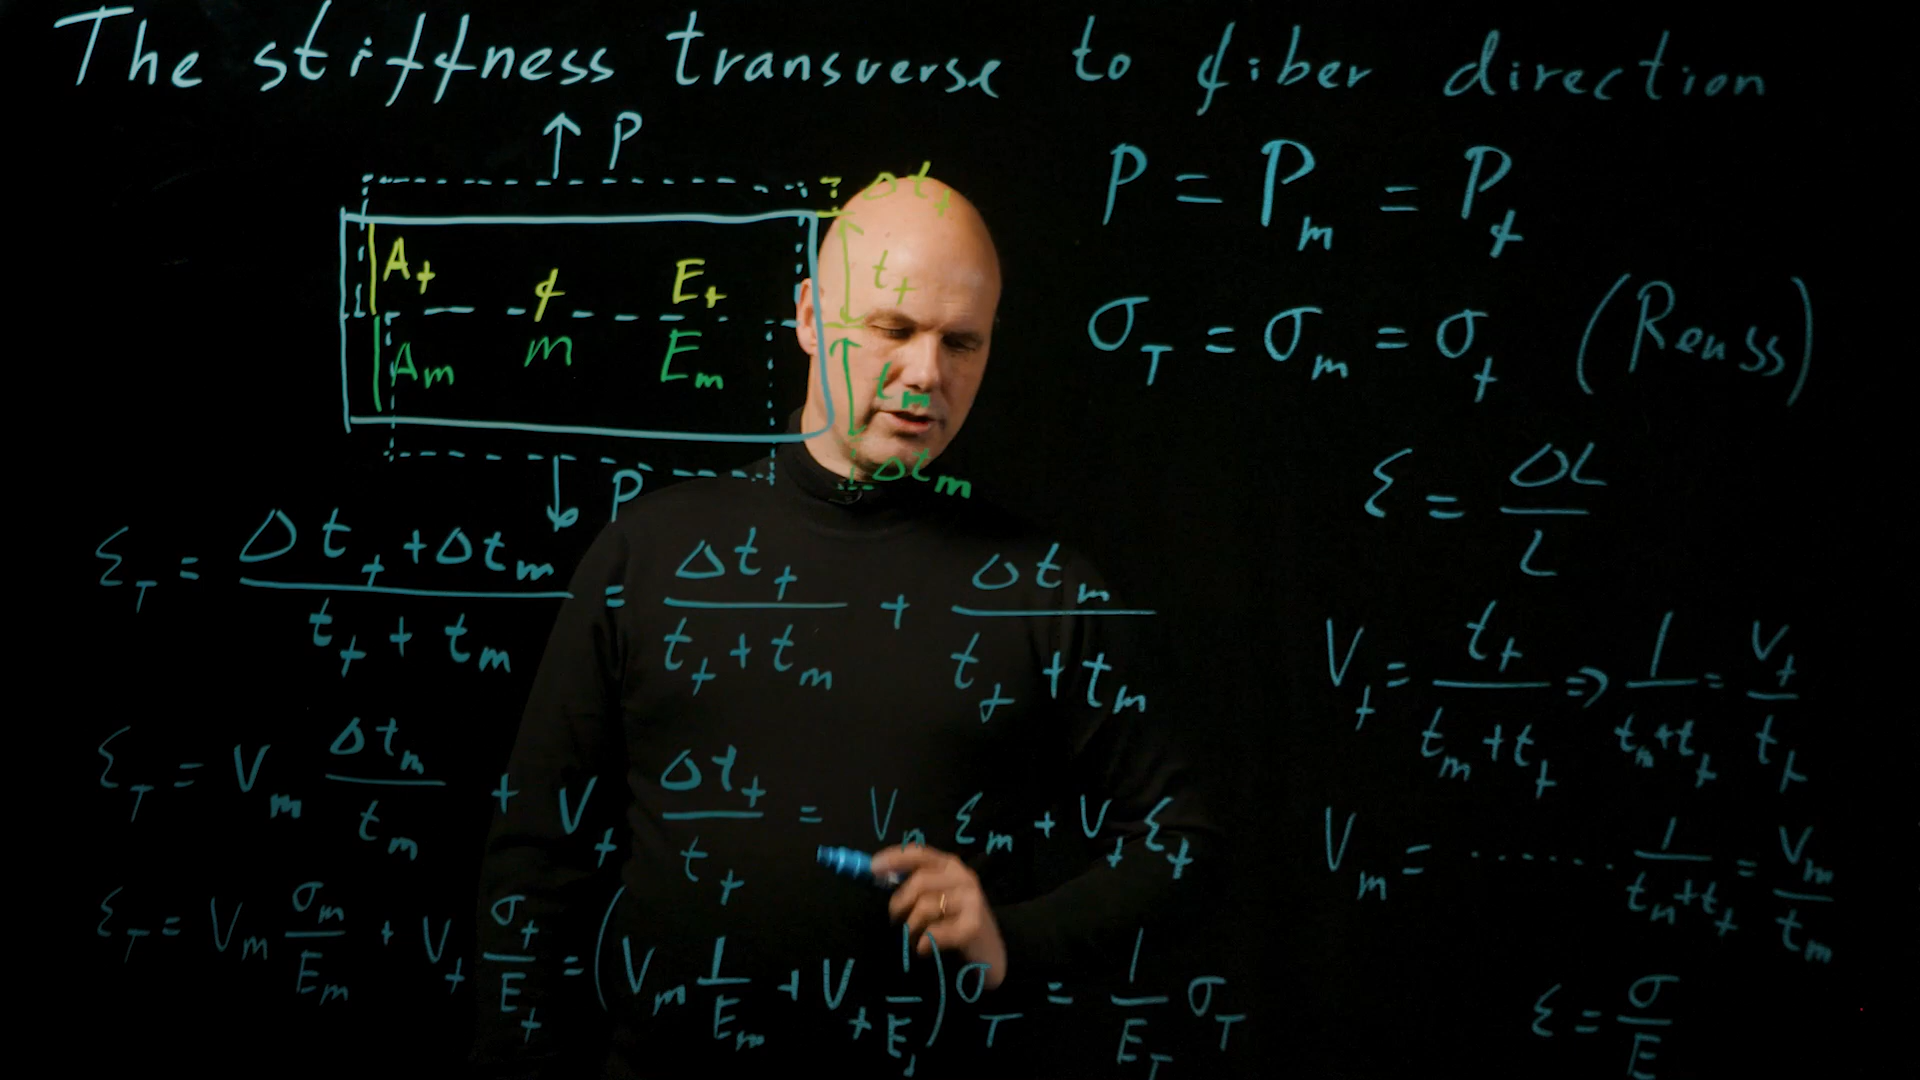 The stiffness transverse to fiber direction
P
P = P_m = P_f
Δt_f
A_f f E_f t_f
A_m m E_m t_m
σ_T = σ_m = σ_f (Reuss)
Δt_m
P
ε = ΔL / L
ε_T = (Δt_f + Δt_m) / (t_f + t_m) = Δt_f / (t_f + t_m) + Δt_m / (t_f + t_m)
V_f = t_f / (t_m + t_f) ⇒ 1 / (t_m + t_f) = V_f / t_f
ε_T = V_m Δt_m / t_m + V_f Δt_f / t_f = V_m ε_m + V_f ε_f
V_m = ........ 1 / (t_m + t_f) = V_m / t_m
ε_T = V_m σ_m / E_m + V_f σ_f / E_f = (V_m 1 / E_m + V_f 1 / E_f) σ_T = 1 / E_T σ_T
ε = σ / E